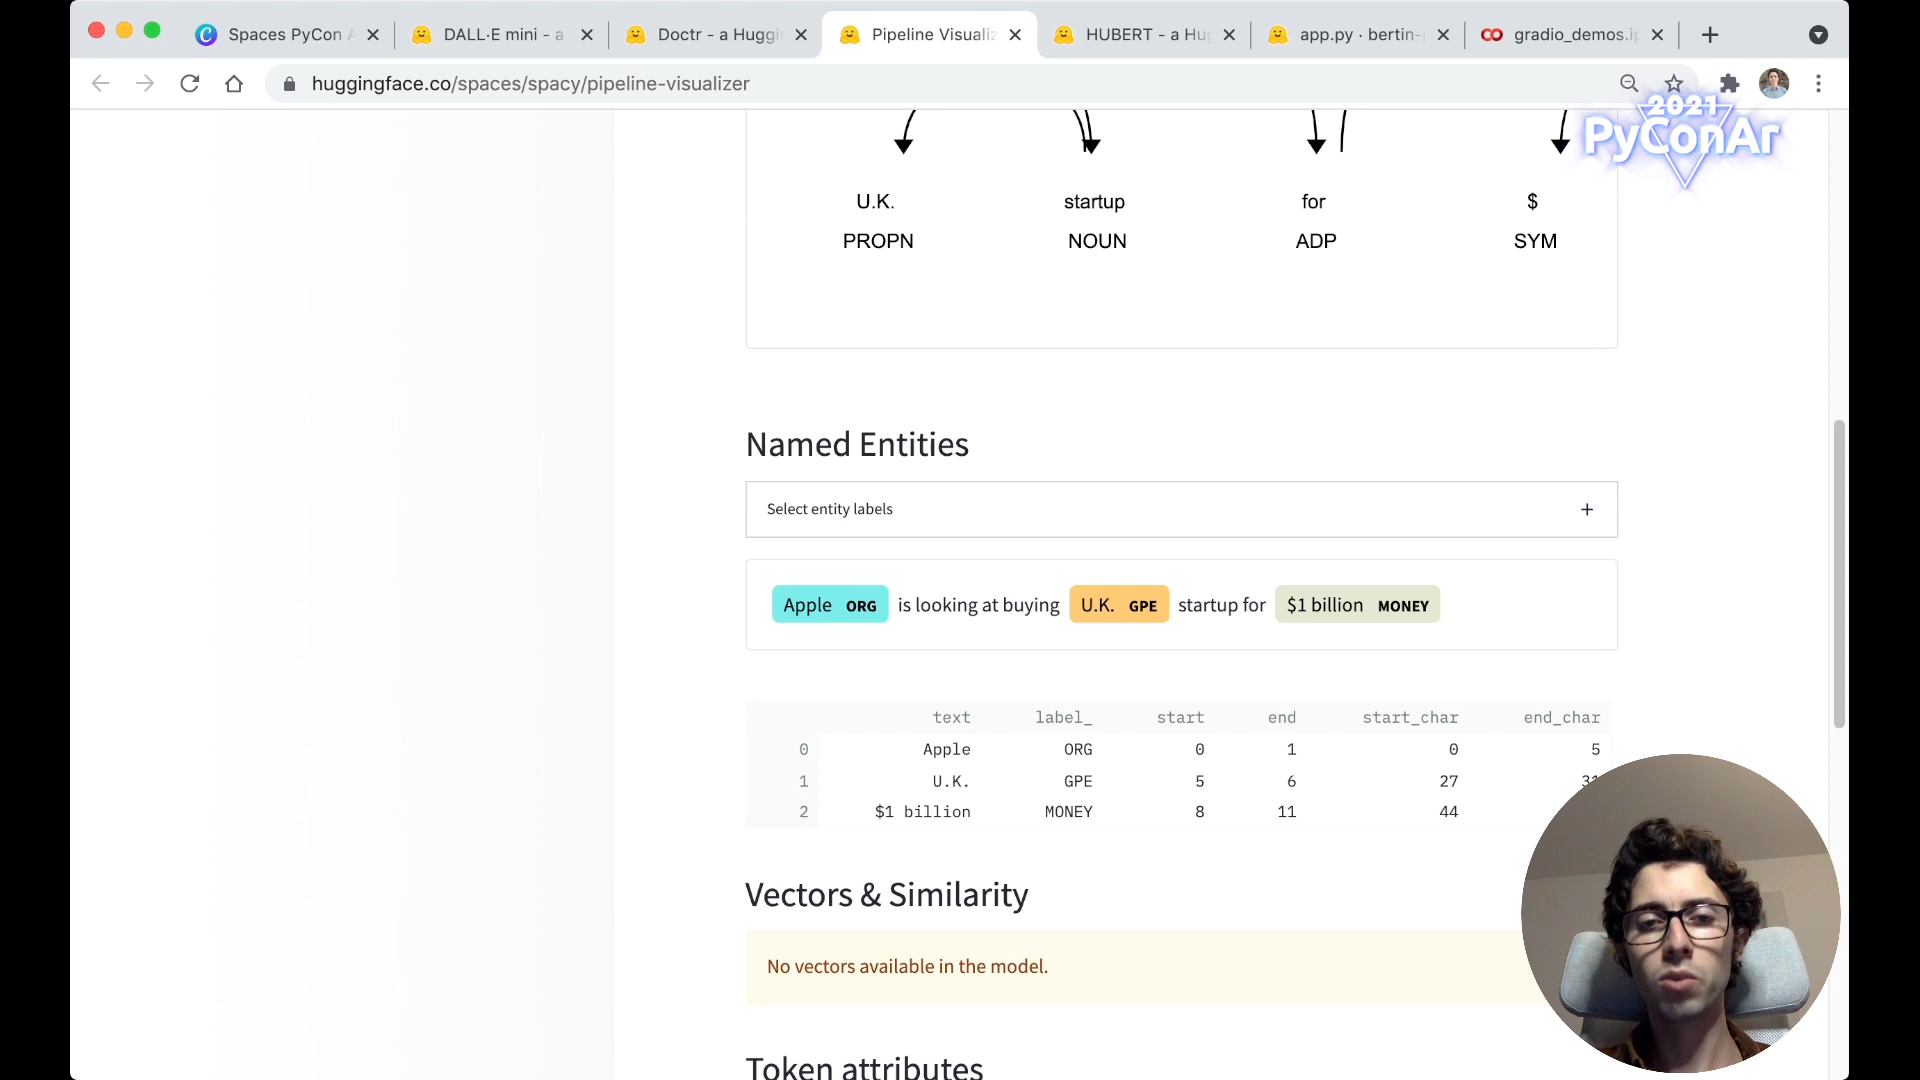 Spaces PyCon A
DALL·E mini - a
Doctr - a Huggi
Pipeline Visualiz
HUBERT - a Hu
app.py · bertin-
gradio_demos.i
huggingface.co/spaces/spacy/pipeline-visualizer
2021
PyConAr
U.K. startup for $
PROPN NOUN ADP SYM
Named Entities
Select entity labels +
Apple ORG is looking at buying U.K. GPE startup for $1 billion MONEY
text label_ start end start_char end_char
0 Apple ORG 0 1 0 5
1 U.K. GPE 5 6 27
2 $1 billion MONEY 8 11 44
Vectors & Similarity
No vectors available in the model.
Token attributes